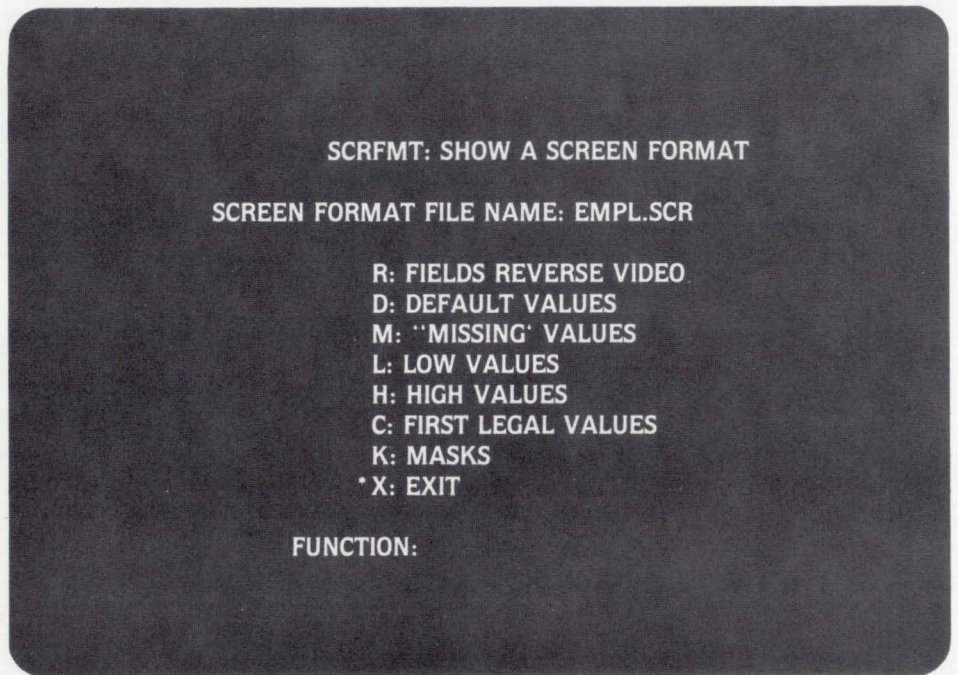 SCRFMT: SHOW A SCREEN FORMAT
SCREEN FORMAT FILE NAME: EMPL.SCR
R: FIELDS REVERSE VIDEO
D: DEFAULT VALUES
M: "MISSING' VALUES
L: LOW VALUES
H: HIGH VALUES
C: FIRST LEGAL VALUES
K: MASKS
*X: EXIT
FUNCTION: